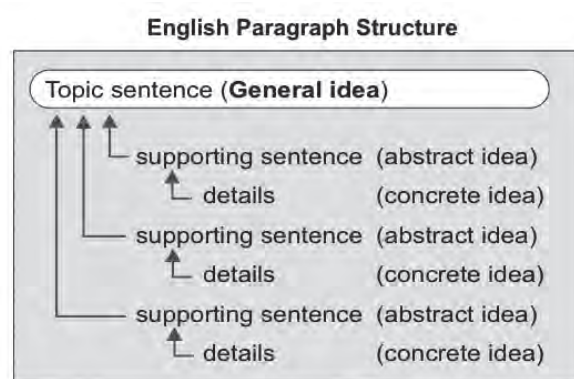 English Paragraph Structure
Topic sentence (General idea)
supporting sentence (abstract idea)
details (concrete idea)
supporting sentence (abstract idea)
details (concrete idea)
supporting sentence (abstract idea)
details (concrete idea)